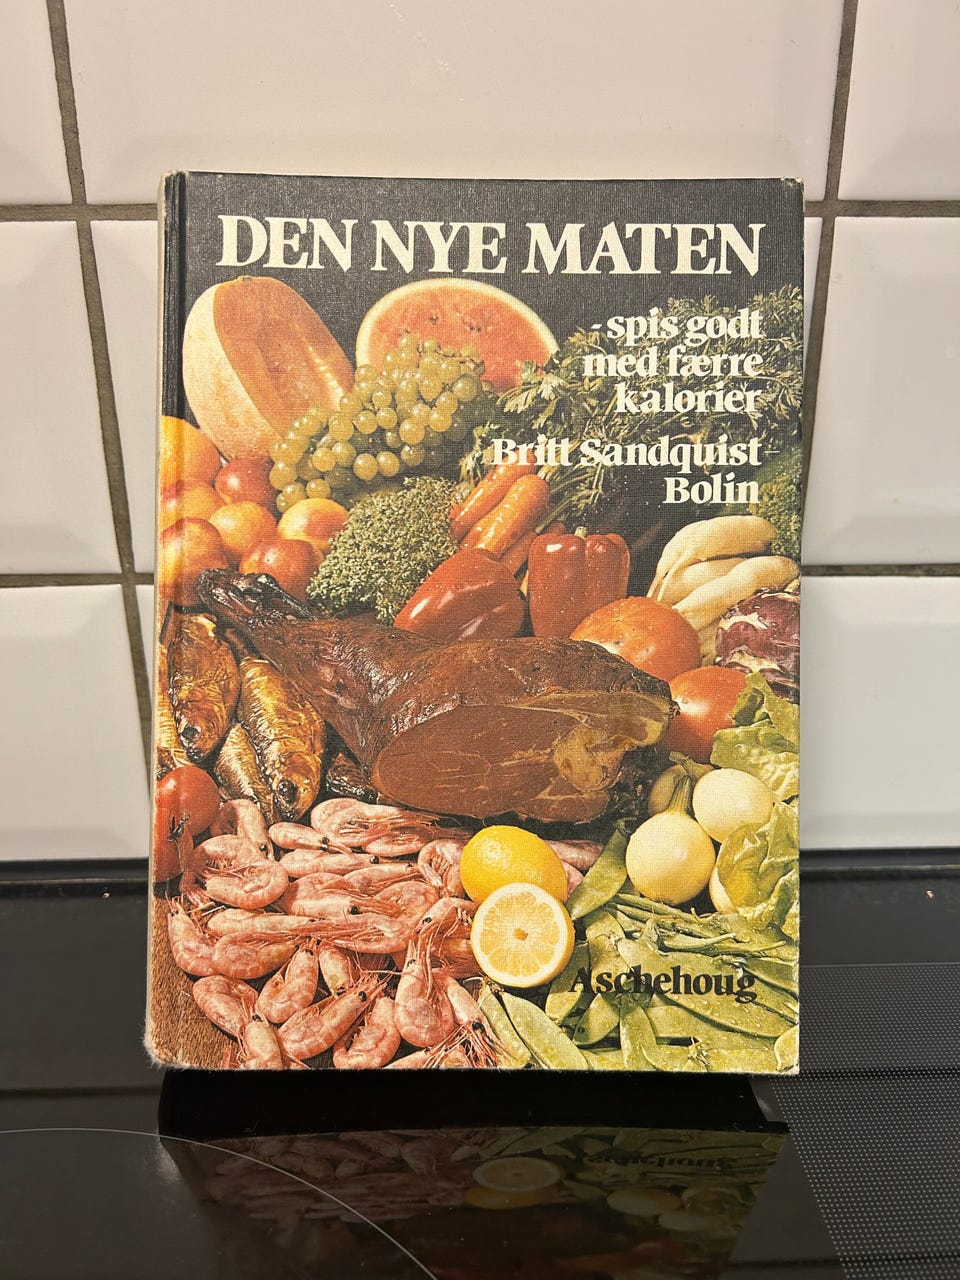 DEN NYE MATEN
- spis godt
med færre
kalorier
Britt Sandquist-
Bolin
Aschehoug